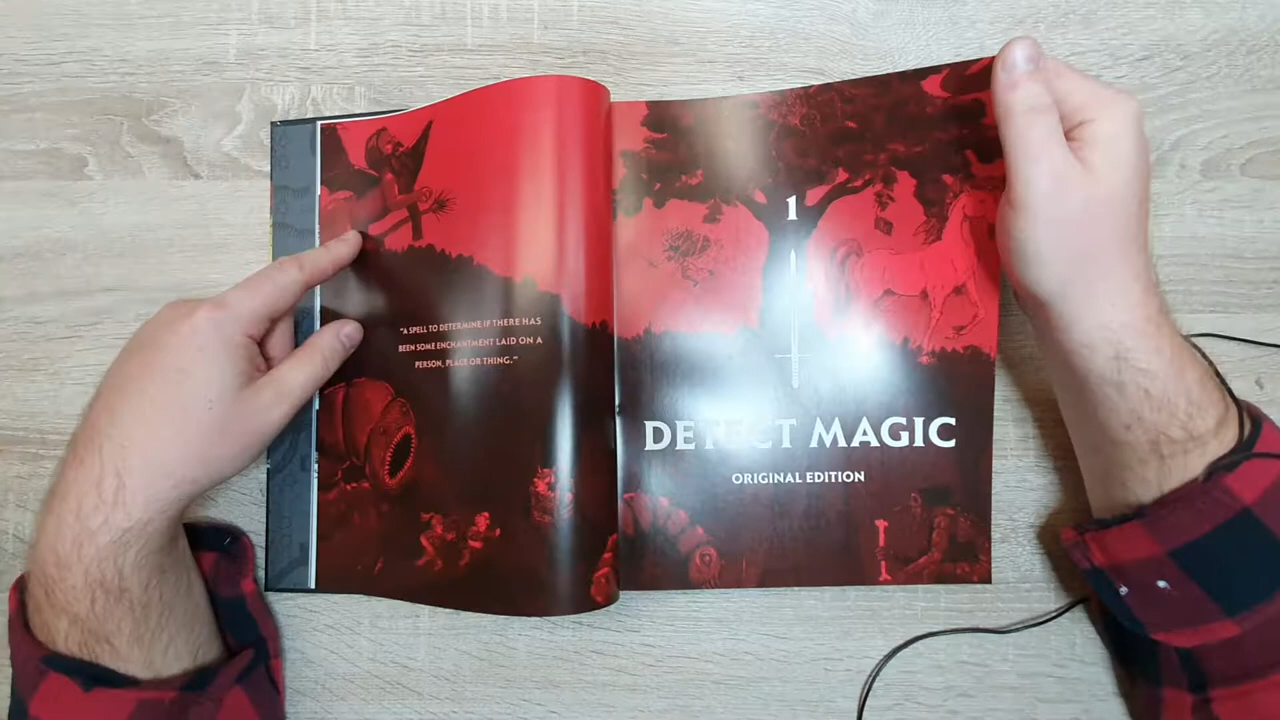 "A SPELL TO DETERMINE IF THERE HAS
BEEN SOME ENCHANTMENT LAID ON A
PERSON, PLACE OR THING."
1
DETECT MAGIC
ORIGINAL EDITION